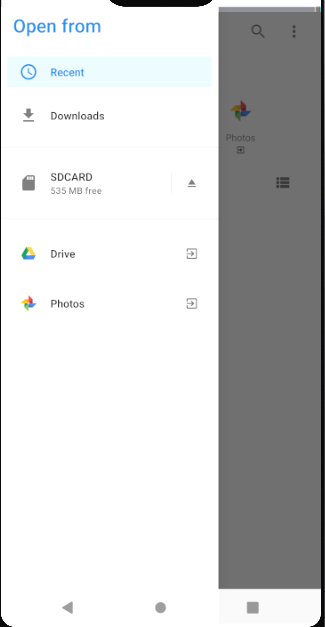 Open from
Recent
Downloads
Photos
SDCARD
535 MB free
Drive
Photos